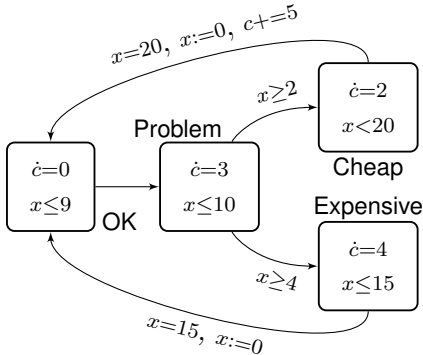 x=20, x:=0, c+=5
ċ=2
x<20
Cheap
x≥2
Problem
ċ=0
x≤9
OK
ċ=3
x≤10
Expensive
ċ=4
x≤15
x≥4
x=15, x:=0